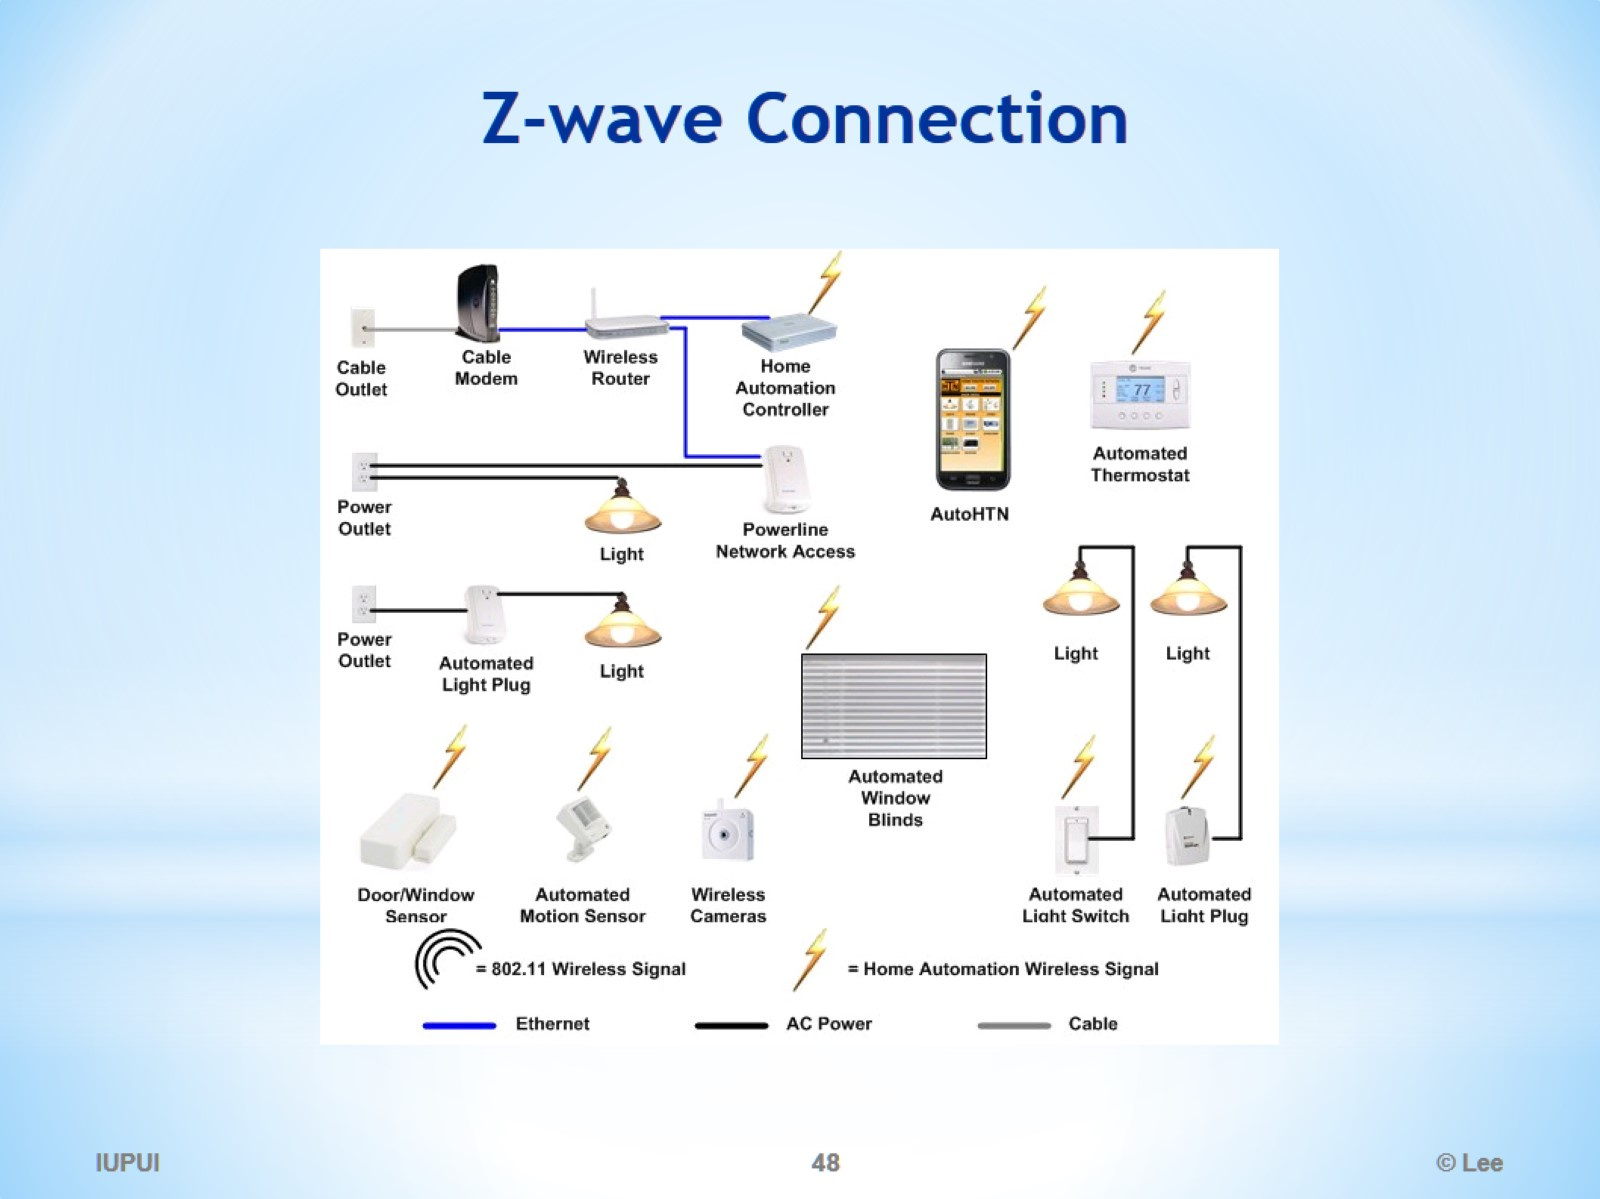 Z-wave Connection
Cable
Outlet
Cable
Modem
Wireless
Router
Home
Automation
Controller
AutoHTN
77
Automated
Thermostat
Power
Outlet
Light
Powerline
Network Access
Power
Outlet
Automated
Light Plug
Light
Automated
Window
Blinds
Light
Light
Door/Window
Sensor
Automated
Motion Sensor
Wireless
Cameras
Automated
Light Switch
Automated
Light Plug
= 802.11 Wireless Signal
= Home Automation Wireless Signal
Ethernet
AC Power
Cable
IUPUI
48
© Lee